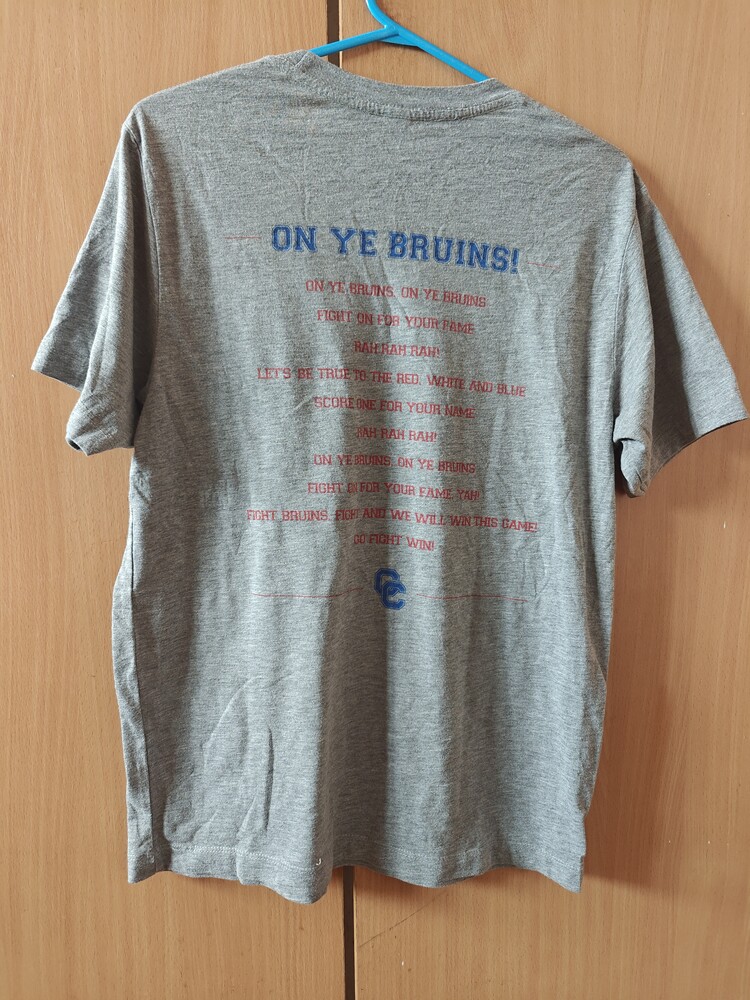 ON YE BRUINS!
ON YE BRUINS, ON YE BRUINS
FIGHT ON FOR YOUR FAME
RAH RAH RAH!
LET'S BE TRUE TO THE RED, WHITE AND BLUE
SCORE ONE FOR YOUR NAME
RAH RAH RAH!
ON YE BRUINS, ON YE BRUINS
FIGHT ON FOR YOUR FAME, YAH!
FIGHT BRUINS, FIGHT AND WE WILL WIN THIS GAME!
GO FIGHT WIN!
CC